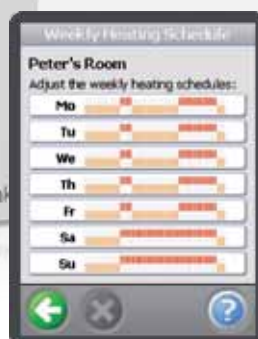 Weekly Heating Schedule
Peter's Room
Adjust the weekly heating schedules:
Mo
Tu
We
Th
Fr
Sa
Su
?